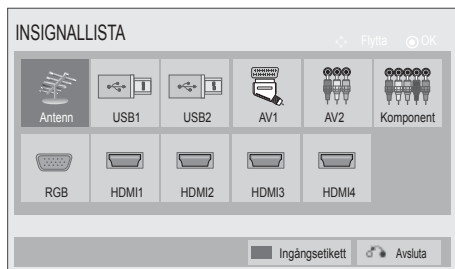 INSIGNALLISTA
Flytta OK
Antenn USB1 USB2 AV1 AV2 Komponent
RGB HDMI1 HDMI2 HDMI3 HDMI4
Ingångsetikett Avsluta